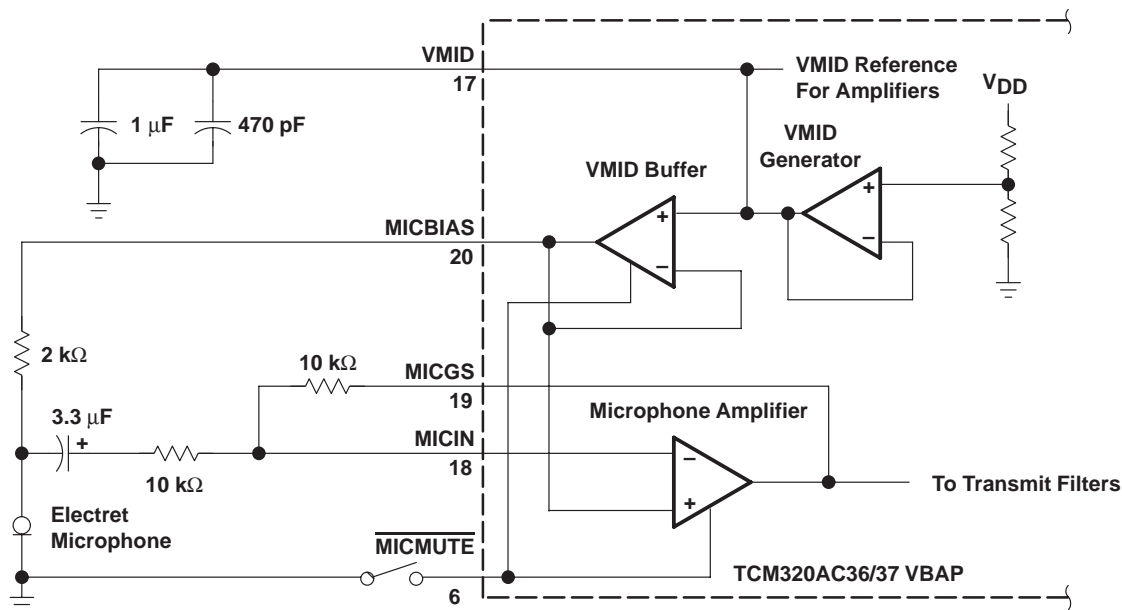 VMID
17
VMID Reference
For Amplifiers
VDD
1 μF
470 pF
VMID
Generator
+
–
VMID Buffer
+
–
MICBIAS
20
2 kΩ
10 kΩ
MICGS
19
Microphone Amplifier
3.3 μF
+
10 kΩ
MICIN
18
–
+
To Transmit Filters
Electret
Microphone
MICMUTE
6
TCM320AC36/37 VBAP